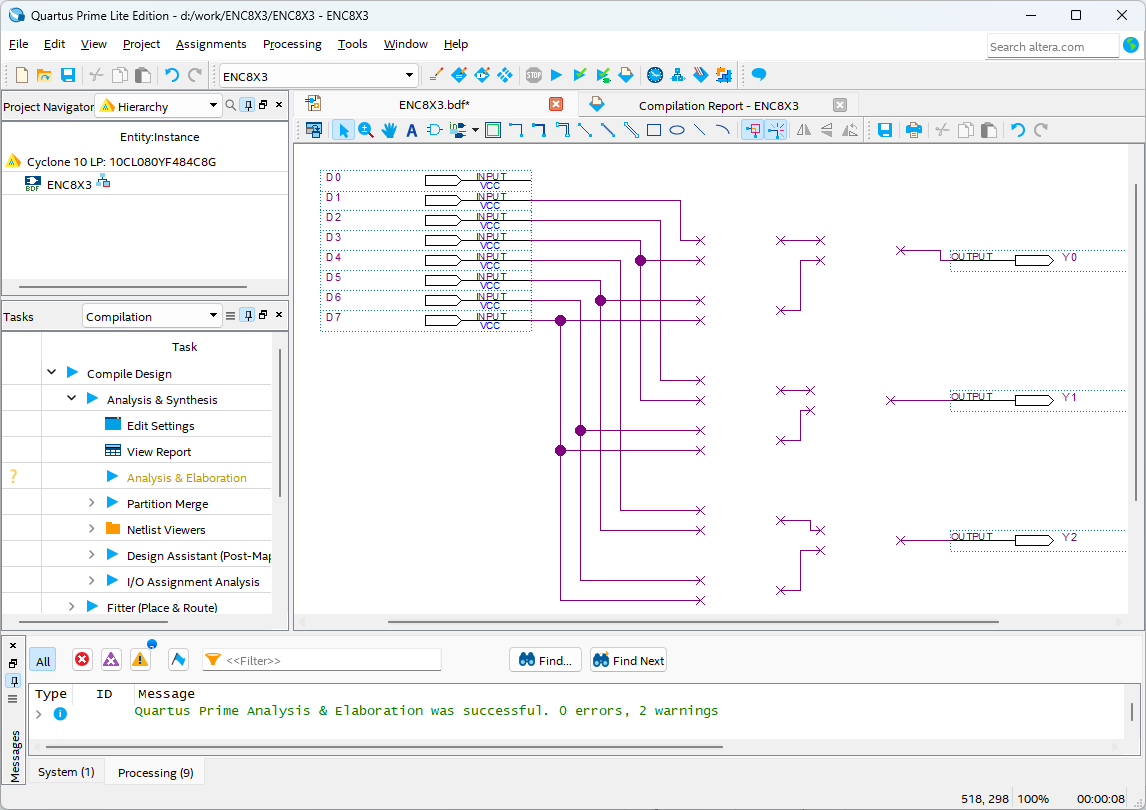 Quartus Prime Lite Edition - d:/work/ENC8X3/ENC8X3 - ENC8X3
File Edit View Project Assignments Processing Tools Window Help
Search altera.com
ENC8X3
STOP
Project Navigator Hierarchy
ENC8X3.bdf*
Compilation Report - ENC8X3
Entity:Instance
Cyclone 10 LP: 10CL080YF484C8G
BDF ENC8X3
D0 INPUT VCC
D1 INPUT VCC
D2 INPUT VCC
D3 INPUT VCC
D4 INPUT VCC
D5 INPUT VCC
D6 INPUT VCC
D7 INPUT VCC
OUTPUT Y0
OUTPUT Y1
OUTPUT Y2
Tasks Compilation
Task
Compile Design
Analysis & Synthesis
Edit Settings
View Report
? Analysis & Elaboration
Partition Merge
Netlist Viewers
Design Assistant (Post-Map
I/O Assignment Analysis
Fitter (Place & Route)
All <<Filter>> Find... Find Next
Type ID Message
Quartus Prime Analysis & Elaboration was successful. 0 errors, 2 warnings
Messages
System (1) Processing (9)
518, 298 100% 00:00:08